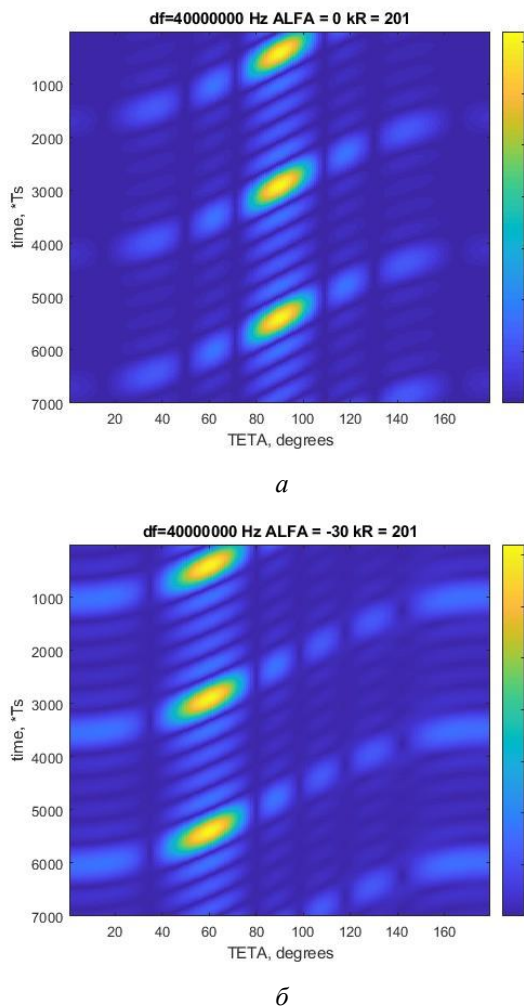 df=40000000 Hz ALFA = 0 kR = 201
1000
2000
3000
4000
5000
6000
7000
time, *Ts
20 40 60 80 100 120 140 160
TETA, degrees
а
df=40000000 Hz ALFA = -30 kR = 201
1000
2000
3000
4000
5000
6000
7000
time, *Ts
20 40 60 80 100 120 140 160
TETA, degrees
б